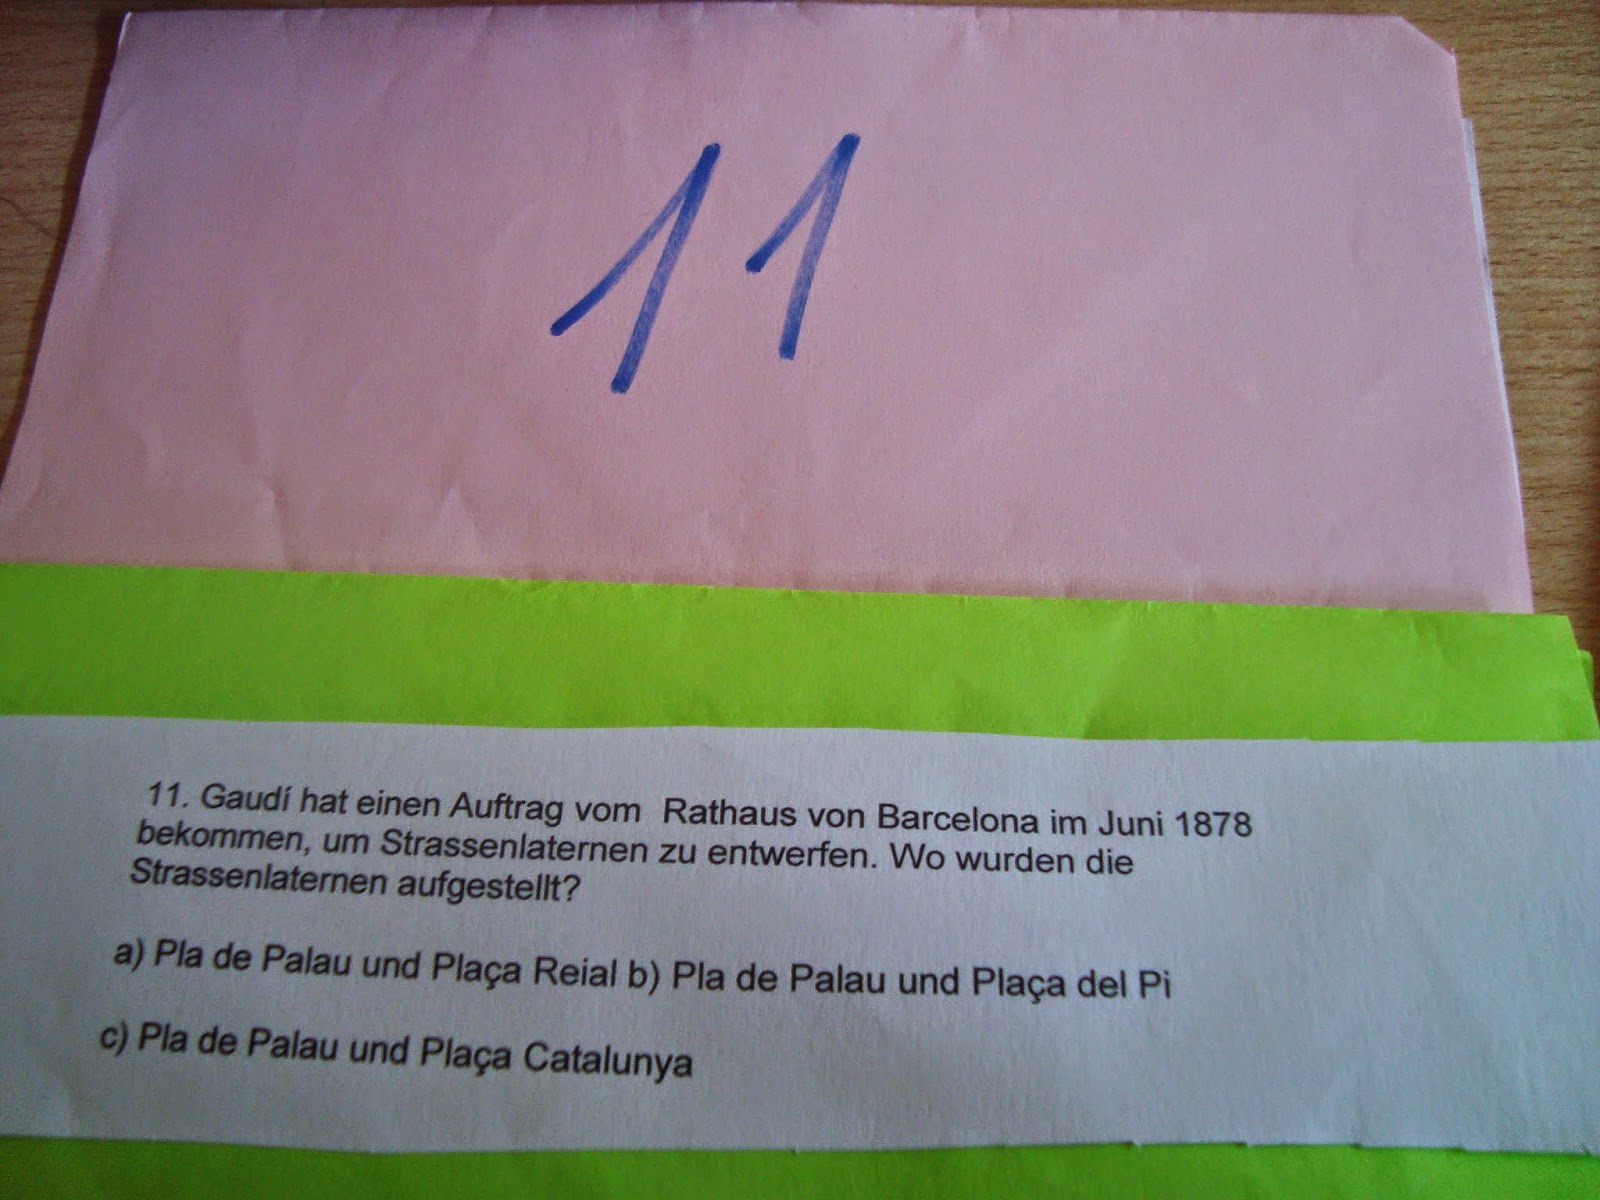 11
11. Gaudí hat einen Auftrag vom Rathaus von Barcelona im Juni 1878
bekommen, um Strassenlaternen zu entwerfen. Wo wurden die
Strassenlaternen aufgestellt?
a) Pla de Palau und Plaça Reial b) Pla de Palau und Plaça del Pi
c) Pla de Palau und Plaça Catalunya